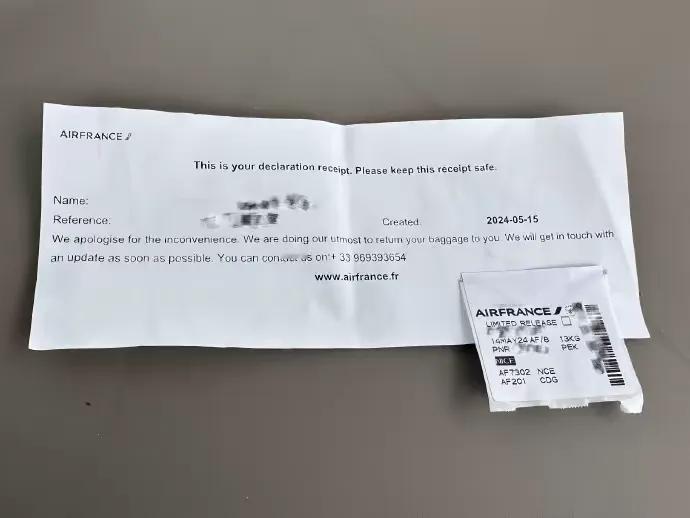 AIRFRANCE
This is your declaration receipt. Please keep this receipt safe.
Name:
Reference: Created: 2024-05-15
We apologise for the inconvenience. We are doing our utmost to return your baggage to you. We will get in touch with
an update as soon as possible. You can contact us on:+ 33 969393654
www.airfrance.fr
AIRFRANCE
LIMITED RELEASE
14MAY24 AF/B 13KG
PNR PEK
NCE
AF7302 NCE
AF201 CDG